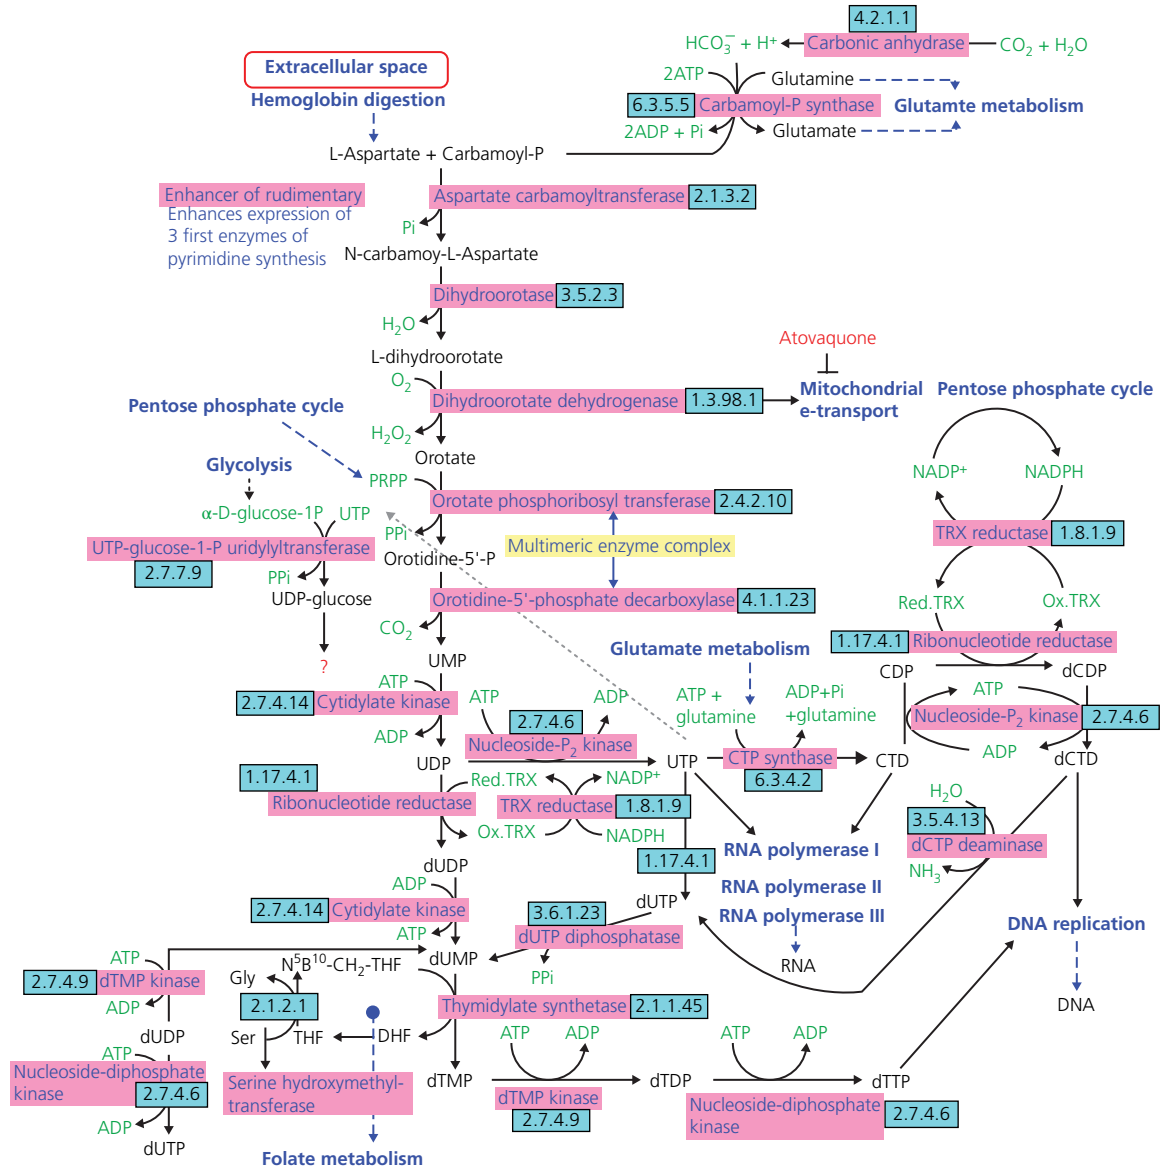 4.2.1.1
HCO3− + H+
Carbonic anhydrase
CO2 + H2O
Extracellular space
Hemoglobin digestion
2ATP
Glutamine
6.3.5.5
Carbamoyl-P synthase
Glutamte metabolism
2ADP + Pi
Glutamate
L-Aspartate + Carbamoyl-P
Enhancer of rudimentary
Enhances expression of
3 first enzymes of
pyrimidine synthesis
Aspartate carbamoyltransferase
2.1.3.2
Pi
N-carbamoy-L-Aspartate
Dihydroorotase
3.5.2.3
H2O
L-dihydroorotate
Atovaquone
O2
Dihydroorotate dehydrogenase
1.3.98.1
Mitochondrial
e-transport
Pentose phosphate cycle
Pentose phosphate cycle
H2O2
Orotate
Glycolysis
PRPP
NADP+
NADPH
Orotate phosphoribosyl transferase
2.4.2.10
α-D-glucose-1P
UTP
PPi
TRX reductase
1.8.1.9
UTP-glucose-1-P uridylyltransferase
2.7.7.9
Multimeric enzyme complex
Orotidine-5'-P
PPi
UDP-glucose
Orotidine-5'-phosphate decarboxylase
4.1.1.23
Red.TRX
Ox.TRX
CO2
?
1.17.4.1
Ribonucleotide reductase
Glutamate metabolism
UMP
CDP
dCDP
ATP
2.7.4.14
Cytidylate kinase
ADP
ATP
ADP
2.7.4.6
Nucleoside-P2 kinase
ATP +
glutamine
ADP+Pi
+glutamine
ATP
Nucleoside-P2 kinase
2.7.4.6
ADP
UDP
UTP
CTP synthase
6.3.4.2
CTD
dCTD
1.17.4.1
Ribonucleotide reductase
Red.TRX
NADP+
TRX reductase
1.8.1.9
Ox.TRX
NADPH
H2O
3.5.4.13
dCTP deaminase
NH3
RNA polymerase I
1.17.4.1
dUDP
RNA polymerase II
ADP
2.7.4.14
Cytidylate kinase
ATP
3.6.1.23
dUTP
dUTP diphosphatase
PPi
RNA polymerase III
RNA
DNA replication
DNA
ATP
2.7.4.9
dTMP kinase
ADP
N5B10-CH2-THF
dUMP
Gly
2.1.2.1
Thymidylate synthetase
2.1.1.45
dUDP
Ser
THF
DHF
ATP
ADP
ATP
ADP
ATP
Nucleoside-diphosphate
kinase
2.7.4.6
ADP
dUTP
Serine hydroxymethyl-
transferase
dTMP
dTDP
dTTP
dTMP kinase
2.7.4.9
Nucleoside-diphosphate
kinase
2.7.4.6
Folate metabolism